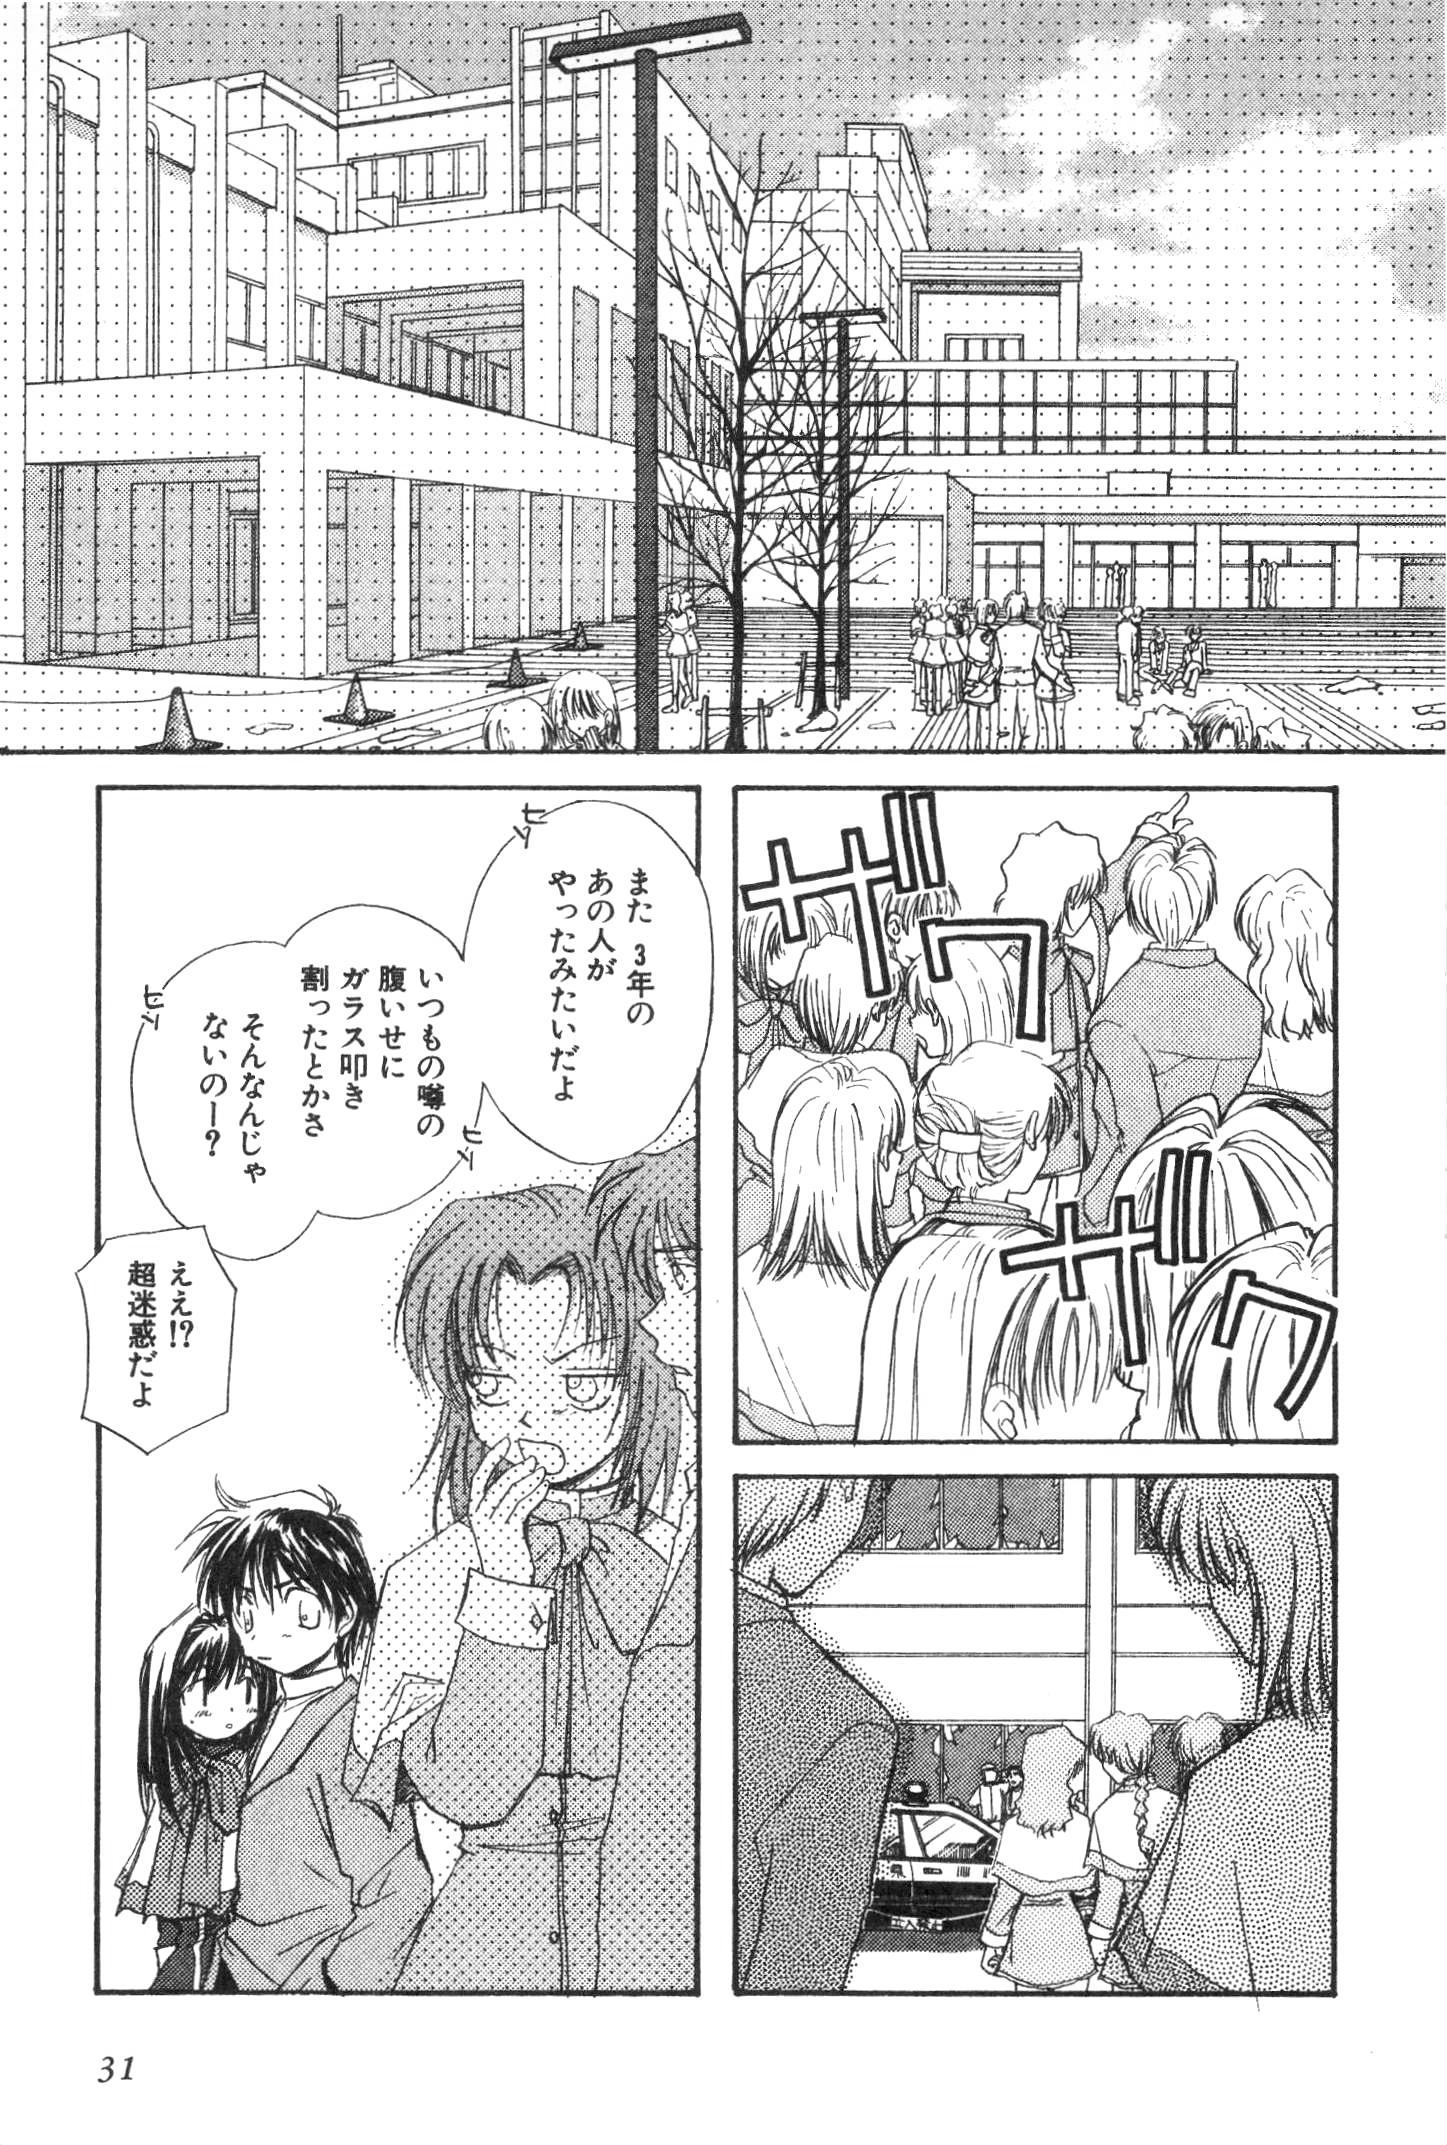 ザワ
ザワ
ヒソ
また 3年の
あの人が
やったみたいだよ
いつもの噂の
腹いせに
ガラス叩き
割ったとかさ
ヒソ
そんなんじゃ
ないのー?
ヒソ
ええ!?
超迷惑だよ
31